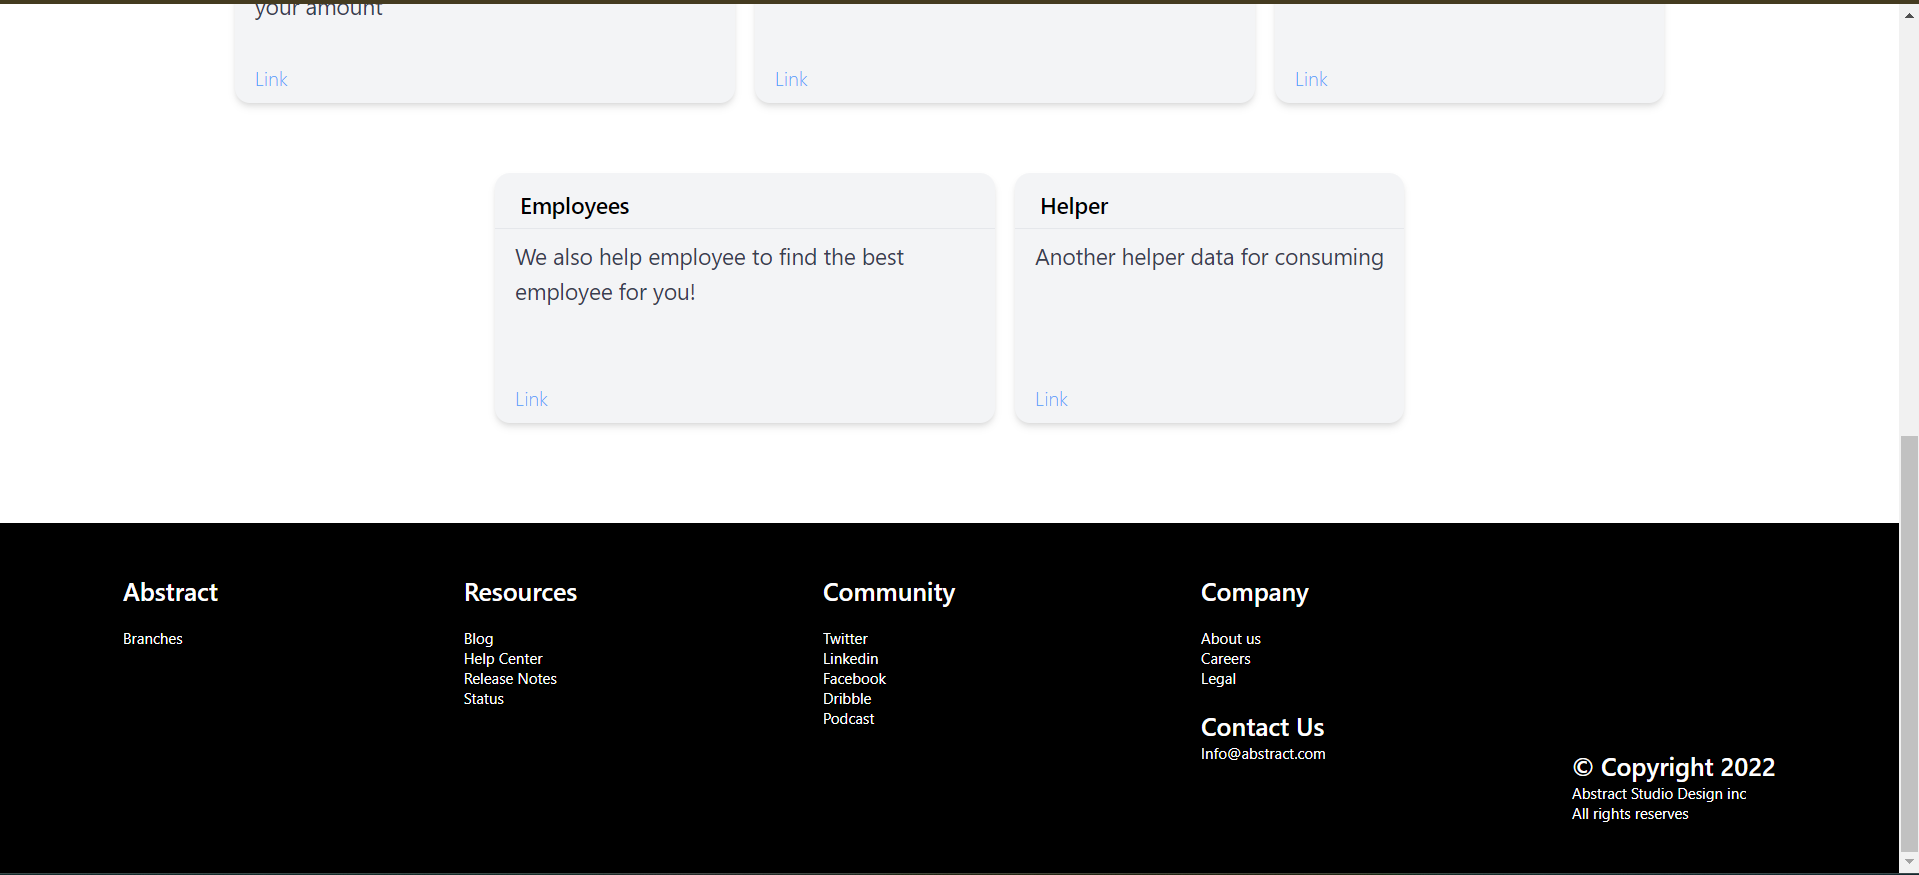 your amount
Link
Link
Link
Employees
We also help employee to find the best
employee for you!
Link
Helper
Another helper data for consuming
Link
Abstract
Branches
Resources
Blog
Help Center
Release Notes
Status
Community
Twitter
Linkedin
Facebook
Dribble
Podcast
Company
About us
Careers
Legal
Contact Us
Info@abstract.com
© Copyright 2022
Abstract Studio Design inc
All rights reserves